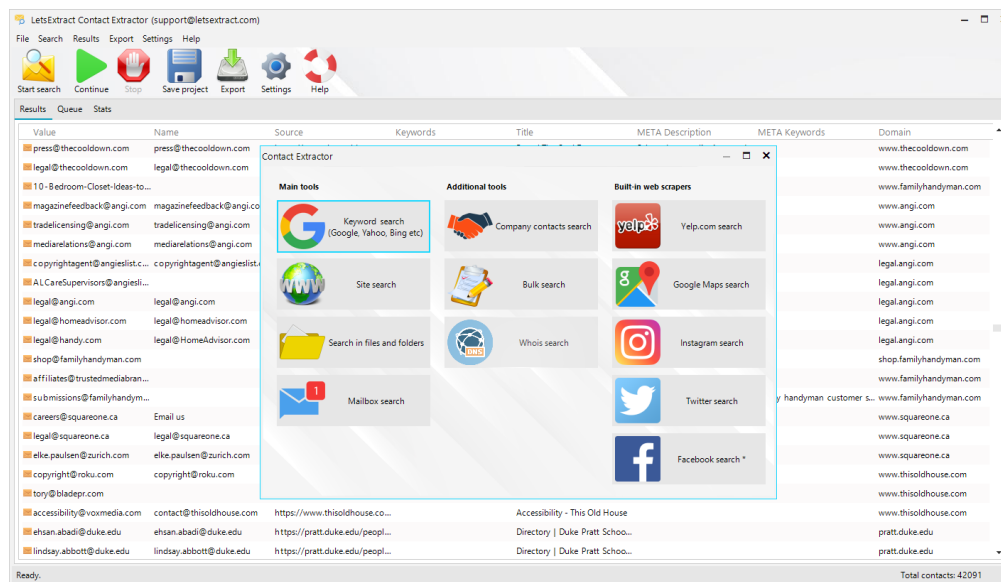 LetsExtract Contact Extractor (support@letsextract.com)
File Search Results Export Settings Help
Start search Continue Stop Save project Export Settings Help
Results Queue Stats
Value Name Source Keywords Title META Description META Keywords Domain
press@thecooldown.com press@thecooldown.com www.thecooldown.com
Contact Extractor
legal@thecooldown.com legal@thecooldown.com www.thecooldown.com
Main tools Additional tools Built-in web scrapers
10-Bedroom-Closet-Ideas-to... www.familyhandyman.com
magazinefeedback@angi.com magazinefeedback@angi.co www.angi.com
Keyword search
(Google, Yahoo, Bing etc)
Company contacts search
yelp
Yelp.com search
tradelicensing@angi.com tradelicensing@angi.com www.angi.com
mediarelations@angi.com mediarelations@angi.com www.angi.com
copyrightagent@angieslist.c... copyrightagent@angieslist. legal.angi.com
ALCareSupervisors@angiesli... legal.angi.com
WWW
Site search
Bulk search
g
Google Maps search
legal@angi.com legal@angi.com legal.angi.com
legal@homeadvisor.com legal@homeadvisor.com legal.angi.com
legal@handy.com legal@HomeAdvisor.com legal.angi.com
Search in files and folders
DNS
Whois search
Instagram search
shop@familyhandyman.com shop.familyhandyman.com
affiliates@trustedmediabran... www.familyhandyman.com
1
Mailbox search
Twitter search
submissions@familyhandym... y handyman customer s... www.familyhandyman.com
careers@squareone.ca Email us www.squareone.ca
legal@squareone.ca legal@squareone.ca www.squareone.ca
elke.paulsen@zurich.com elke.paulsen@zurich.com www.squareone.ca
f
Facebook search *
copyright@roku.com copyright@roku.com www.thisoldhouse.com
tory@bladepr.com www.thisoldhouse.com
accessibility@voxmedia.com contact@thisoldhouse.com https://www.thisoldhouse.co... Accessibility - This Old House www.thisoldhouse.com
ehsan.abadi@duke.edu ehsan.abadi@duke.edu https://pratt.duke.edu/peopl... Directory | Duke Pratt Schoo... pratt.duke.edu
lindsay.abbott@duke.edu lindsay.abbott@duke.edu https://pratt.duke.edu/peopl... Directory | Duke Pratt Schoo... pratt.duke.edu
Ready. Total contacts: 42091